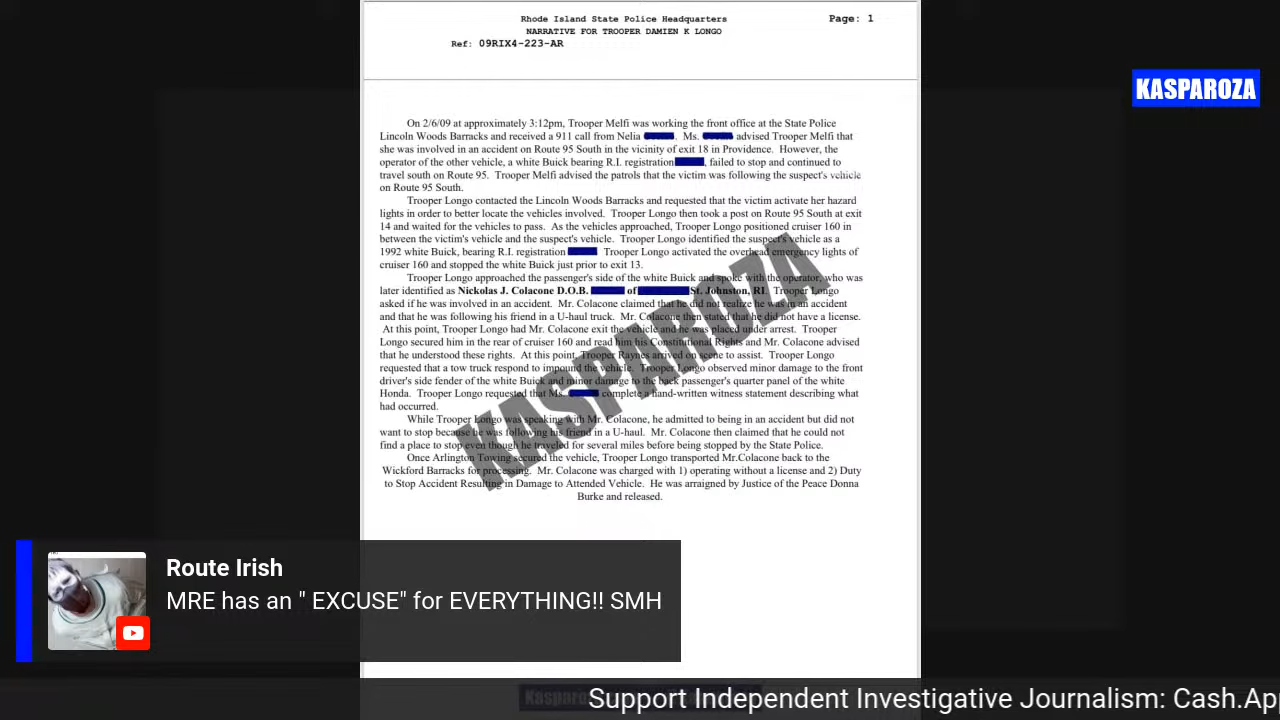 Rhode Island State Police Headquarters
Page: 1
NARRATIVE FOR TROOPER DAMIEN K LONGO
Ref: 09RIX4-223-AR
KASPAROZA
On 2/6/09 at approximately 3:12pm, Trooper Melfi was working the front office at the State Police
Lincoln Woods Barracks and received a 911 call from Nelia . Ms. advised Trooper Melfi that
she was involved in an accident on Route 95 South in the vicinity of exit 18 in Providence. However, the
operator of the other vehicle, a white Buick bearing R.I. registration , failed to stop and continued to
travel south on Route 95. Trooper Melfi advised the patrols that the victim was following the suspect's vehicle
on Route 95 South.
Trooper Longo contacted the Lincoln Woods Barracks and requested that the victim activate her hazard
lights in order to better locate the vehicles involved. Trooper Longo then took a post on Route 95 South at exit
14 and waited for the vehicles to pass. As the vehicles approached, Trooper Longo positioned cruiser 160 in
between the victim's vehicle and the suspect's vehicle. Trooper Longo identified the suspect's vehicle as a
1992 white Buick, bearing R.I. registration Trooper Longo activated the overhead emergency lights of
cruiser 160 and stopped the white Buick just prior to exit 13.
Trooper Longo approached the passenger's side of the white Buick and spoke with the operator, who was
later identified as Nickolas J. Colacone D.O.B. of St. Johnston, RI. Trooper Longo
asked if he was involved in an accident. Mr. Colacone claimed that he did not realize he was in an accident
and that he was following his friend in a U-haul truck. Mr. Colacone then stated that he did not have a license.
At this point, Trooper Longo had Mr. Colacone exit the vehicle and he was placed under arrest. Trooper
Longo secured him in the rear of cruiser 160 and read him his Constitutional Rights and Mr. Colacone advised
that he understood these rights. At this point, Trooper Raynes arrived on scene to assist. Trooper Longo
requested that a tow truck respond to impound the vehicle. Trooper Longo observed minor damage to the front
driver's side fender of the white Buick and minor damage to the back passenger's quarter panel of the white
Honda. Trooper Longo requested that Ms. complete a hand-written witness statement describing what
had occurred.
While Trooper Longo was speaking with Mr. Colacone, he admitted to being in an accident but did not
want to stop because he was following his friend in a U-haul. Mr. Colacone then claimed that he could not
find a place to stop even though he traveled for several miles before being stopped by the State Police.
Once Arlington Towing secured the vehicle, Trooper Longo transported Mr.Colacone back to the
Wickford Barracks for processing. Mr. Colacone was charged with 1) operating without a license and 2) Duty
to Stop Accident Resulting in Damage to Attended Vehicle. He was arraigned by Justice of the Peace Donna
Burke and released.
KASPAROZA
Route Irish
MRE has an " EXCUSE" for EVERYTHING!! SMH
Kasparoza
Support Independent Investigative Journalism: Cash.App